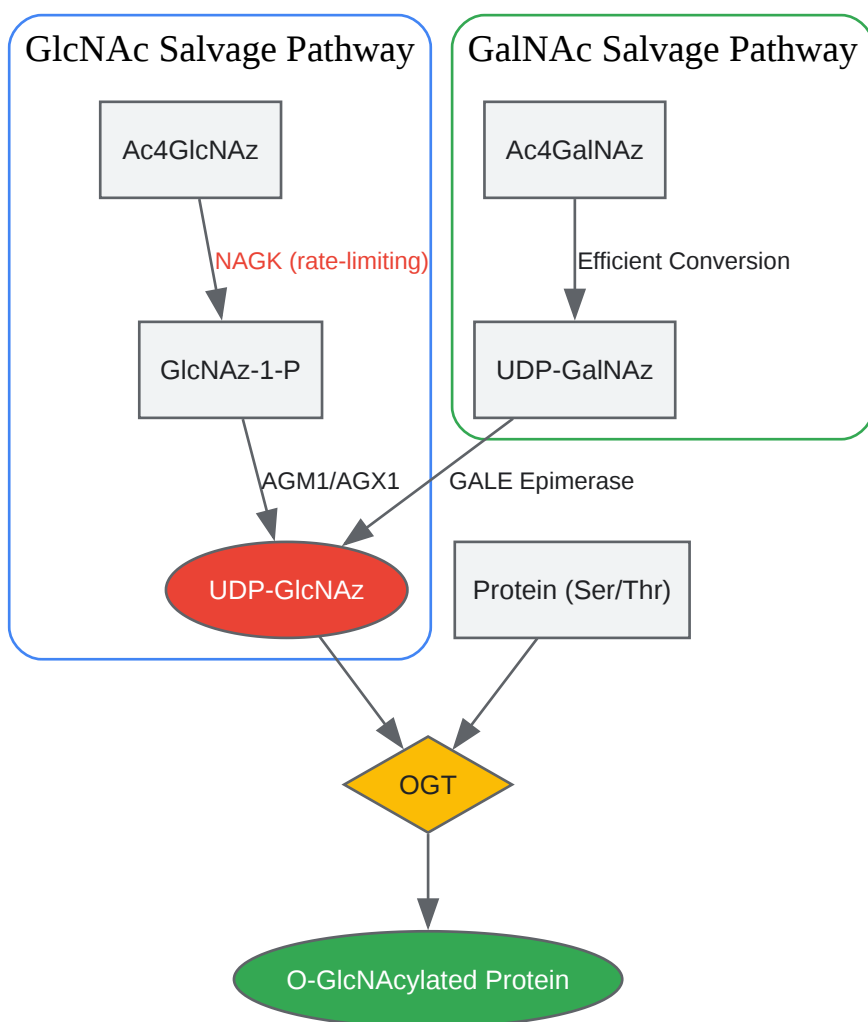 GlcNAc Salvage Pathway
GalNAc Salvage Pathway
Ac4GlcNAz
Ac4GalNAz
NAGK (rate-limiting)
Efficient Conversion
GlcNAz-1-P
UDP-GalNAz
AGM1/AGX1
GALE Epimerase
UDP-GlcNAz
Protein (Ser/Thr)
OGT
O-GlcNAcylated Protein